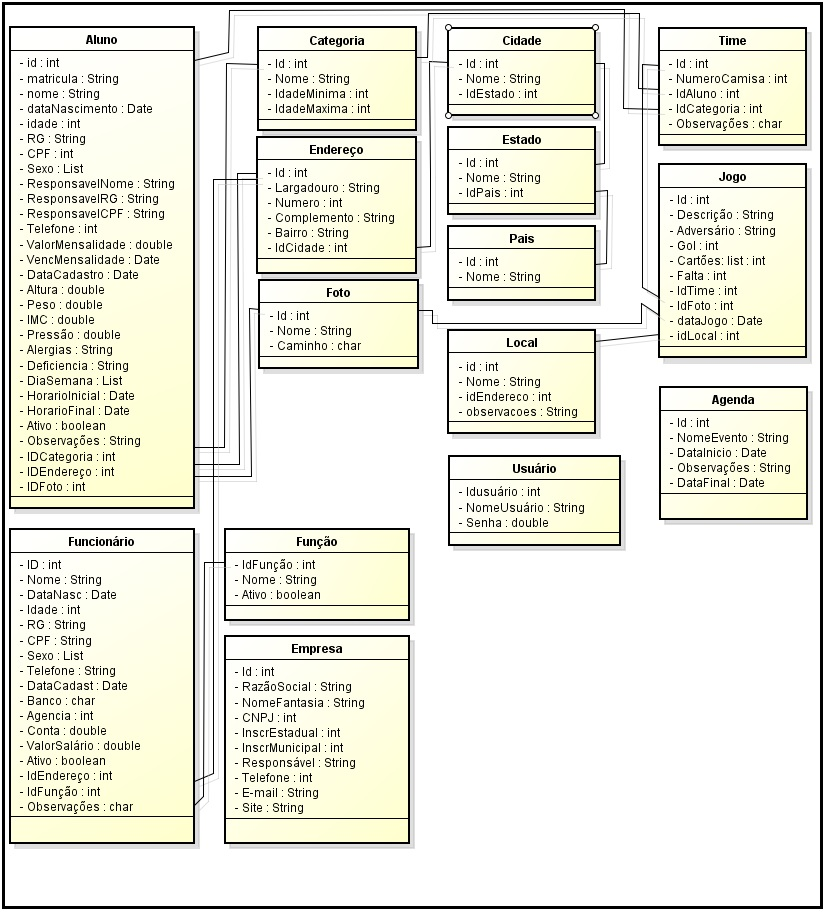 Aluno
- id : int
- matricula : String
- nome : String
- dataNascimento : Date
- idade : int
- RG : String
- CPF : int
- Sexo : List
- ResponsavelNome : String
- ResponsavelRG : String
- ResponsavelCPF : String
- Telefone : int
- ValorMensalidade : double
- VencMensalidade : Date
- DataCadastro : Date
- Altura : double
- Peso : double
- IMC : double
- Pressão : double
- Alergias : String
- Deficiencia : String
- DiaSemana : List
- HorarioInicial : Date
- HorarioFinal : Date
- Ativo : boolean
- Observações : String
- IDCategoria : int
- IDEndereço : int
- IDFoto : int
Categoria
- Id : int
- Nome : String
- IdadeMinima : int
- IdadeMaxima : int
Endereço
- Id : int
- Largadouro : String
- Numero : int
- Complemento : String
- Bairro : String
- IdCidade : int
Foto
- Id : int
- Nome : String
- Caminho : char
Cidade
- Id : int
- Nome : String
- IdEstado : int
Estado
- Id : int
- Nome : String
- IdPais : int
Pais
- Id : int
- Nome : String
Local
- id : int
- Nome : String
- idEndereco : int
- observacoes : String
Usuário
- Idusuário : int
- NomeUsuário : String
- Senha : double
Time
- Id : int
- NumeroCamisa : int
- IdAluno : int
- IdCategoria : int
- Observações : char
Jogo
- Id : int
- Descrição : String
- Adversário : String
- Gol : int
- Cartões: list : int
- Falta : int
- IdTime : int
- IdFoto : int
- dataJogo : Date
- idLocal : int
Agenda
- Id : int
- NomeEvento : String
- DataInicio : Date
- Observações : String
- DataFinal : Date
Funcionário
- ID : int
- Nome : String
- DataNasc : Date
- Idade : int
- RG : String
- CPF : String
- Sexo : List
- Telefone : String
- DataCadast : Date
- Banco : char
- Agencia : int
- Conta : double
- ValorSalário : double
- Ativo : boolean
- IdEndereço : int
- IdFunção : int
- Observações : char
Função
- IdFunção : int
- Nome : String
- Ativo : boolean
Empresa
- Id : int
- RazãoSocial : String
- NomeFantasia : String
- CNPJ : int
- InscrEstadual : int
- InscrMunicipal : int
- Responsável : String
- Telefone : int
- E-mail : String
- Site : String